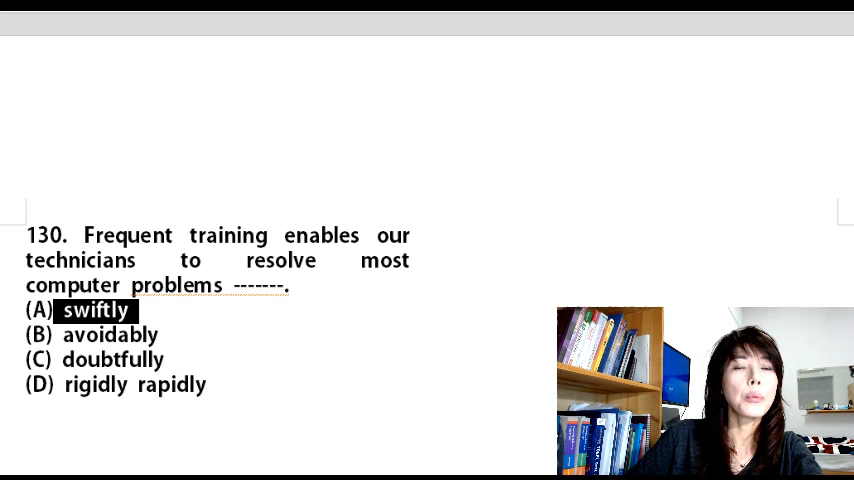 130. Frequent training enables our
technicians to resolve most
computer problems -------.
(A) swiftly
(B) avoidably
(C) doubtfully
(D) rigidly rapidly